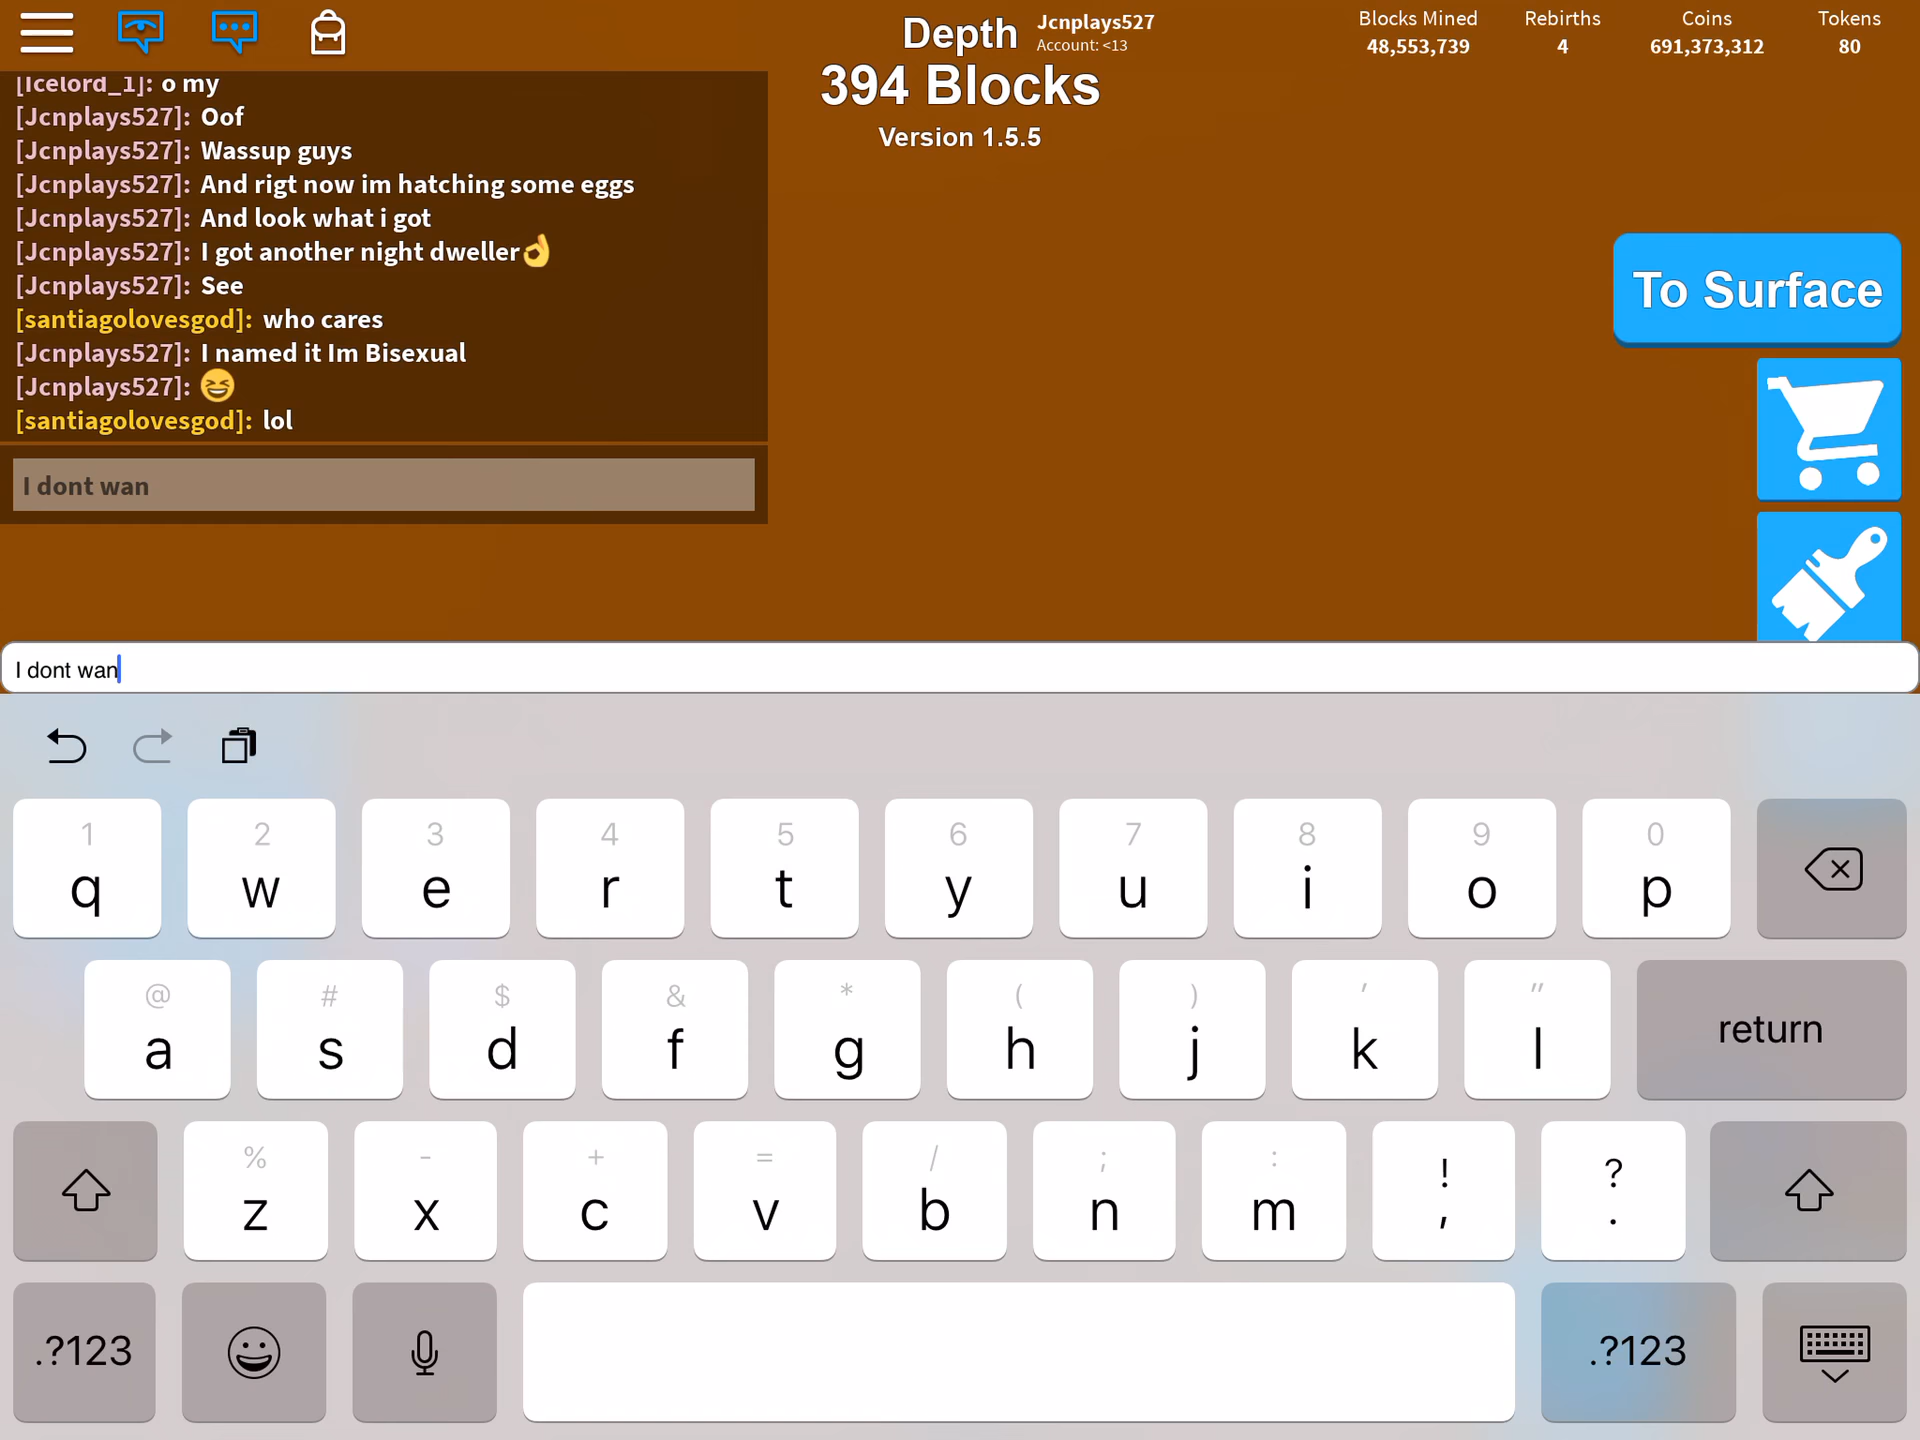 Depth
Jcnplays527
Account: <13
394 Blocks
Version 1.5.5
Blocks Mined
48,553,739
Rebirths
4
Coins
691,373,312
Tokens
80
[Icelord_1]: o my
[Jcnplays527]: Oof
[Jcnplays527]: Wassup guys
[Jcnplays527]: And rigt now im hatching some eggs
[Jcnplays527]: And look what i got
[Jcnplays527]: I got another night dweller👌
[Jcnplays527]: See
[santiagolovesgod]: who cares
[Jcnplays527]: I named it Im Bisexual
[Jcnplays527]: 😆
[santiagolovesgod]: lol
I dont wan
To Surface
I dont wan
1 2 3 4 5 6 7 8 9 0
q w e r t y u i o p
@ # $ & * ( ) ' "
a s d f g h j k l return
% - + = / ; : ! ?
z x c v b n m , .
.?123 .?123